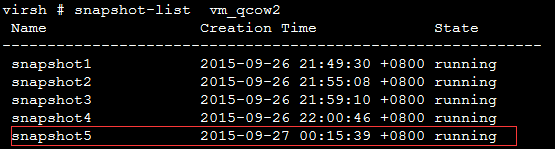 virsh # snapshot-list  vm_qcow2
 Name                 Creation Time             State
------------------------------------------------------------
 snapshot1            2015-09-26 21:49:30 +0800 running
 snapshot2            2015-09-26 21:55:08 +0800 running
 snapshot3            2015-09-26 21:59:10 +0800 running
 snapshot4            2015-09-26 22:00:46 +0800 running
 snapshot5            2015-09-27 00:15:39 +0800 running